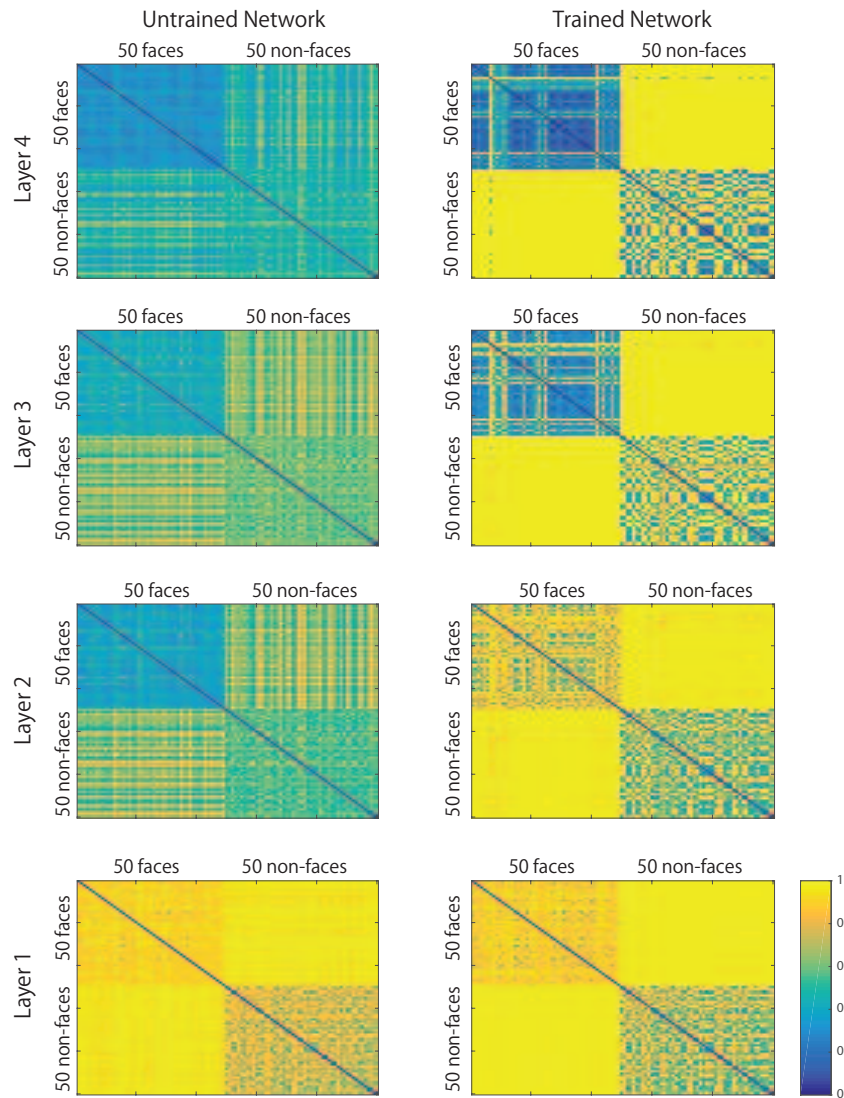 Untrained Network
Trained Network
50 faces 50 non-faces
50 faces 50 non-faces
Layer 4
50 faces
50 non-faces
50 faces
50 non-faces
50 faces 50 non-faces
50 faces 50 non-faces
Layer 3
50 faces
50 non-faces
50 faces
50 non-faces
50 faces 50 non-faces
50 faces 50 non-faces
Layer 2
50 faces
50 non-faces
50 faces
50 non-faces
50 faces 50 non-faces
50 faces 50 non-faces
Layer 1
50 faces
50 non-faces
50 faces
50 non-faces
1
0
0
0
0
0